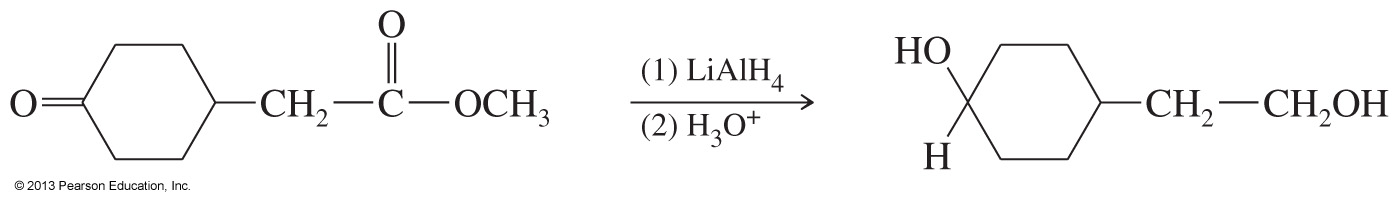 O
O=
CH₂—C—OCH₃
(1) LiAlH₄
(2) H₃O⁺
HO
H
CH₂—CH₂OH
© 2013 Pearson Education, Inc.